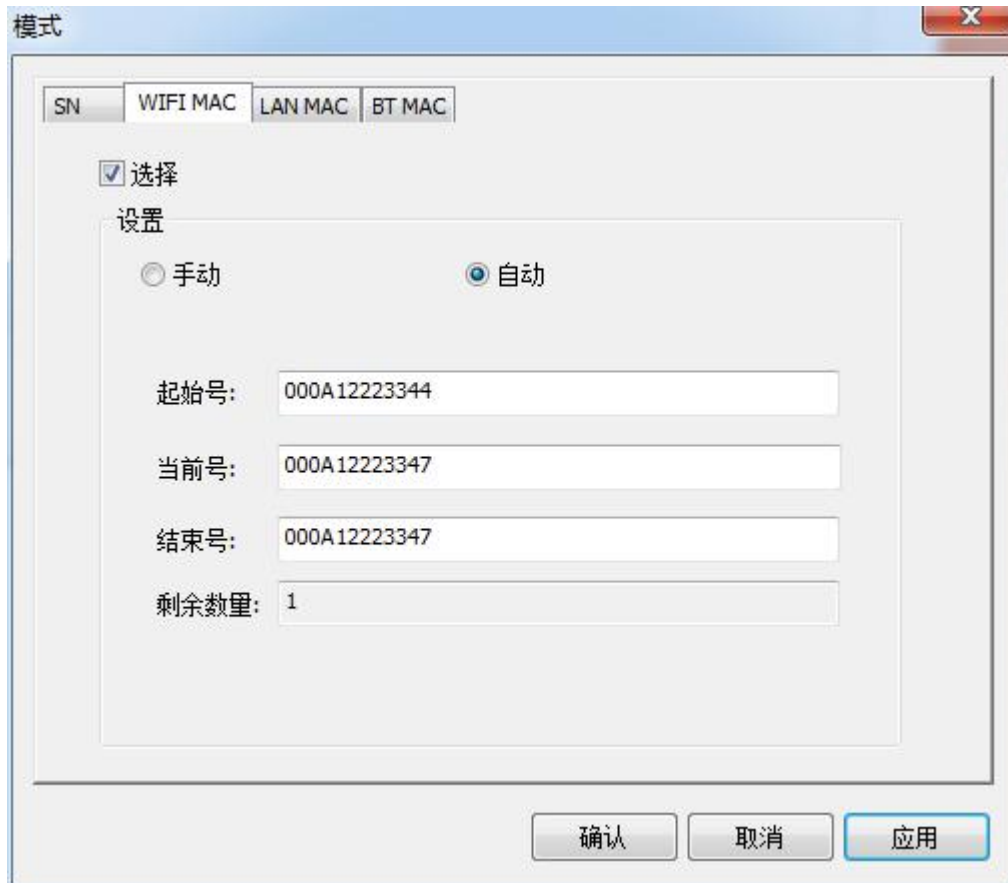 模式
SN WIFI MAC LAN MAC BT MAC
选择
设置
手动 自动
起始号: 000A12223344
当前号: 000A12223347
结束号: 000A12223347
剩余数量: 1
确认 取消 应用